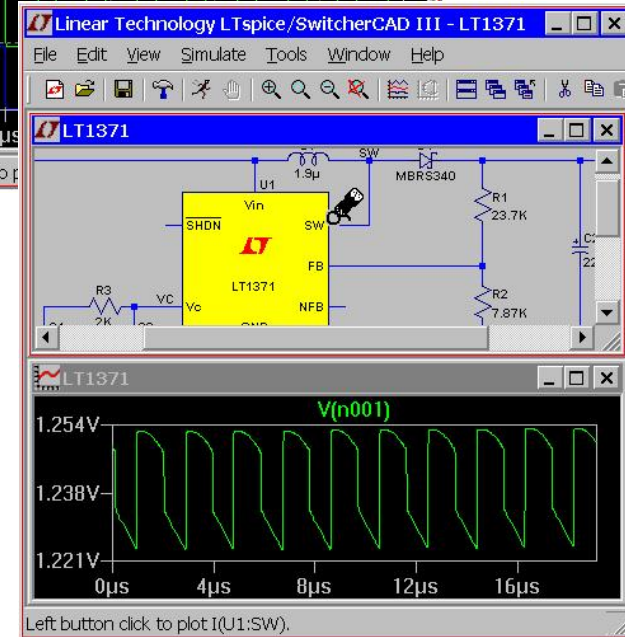 Linear Technology LTspice/SwitcherCAD III - LT1371
File Edit View Simulate Tools Window Help
µs
LT1371
SW
1.9µ
MBRS340
U1
Vin
R1
SHDN
SW
23.7K
FB
LT1371
R3
VC
Vc
NFB
R2
2K
7.87K
LT1371
V(n001)
1.254V
1.238V
1.221V
0µs 4µs 8µs 12µs 16µs
Left button click to plot I(U1:SW).